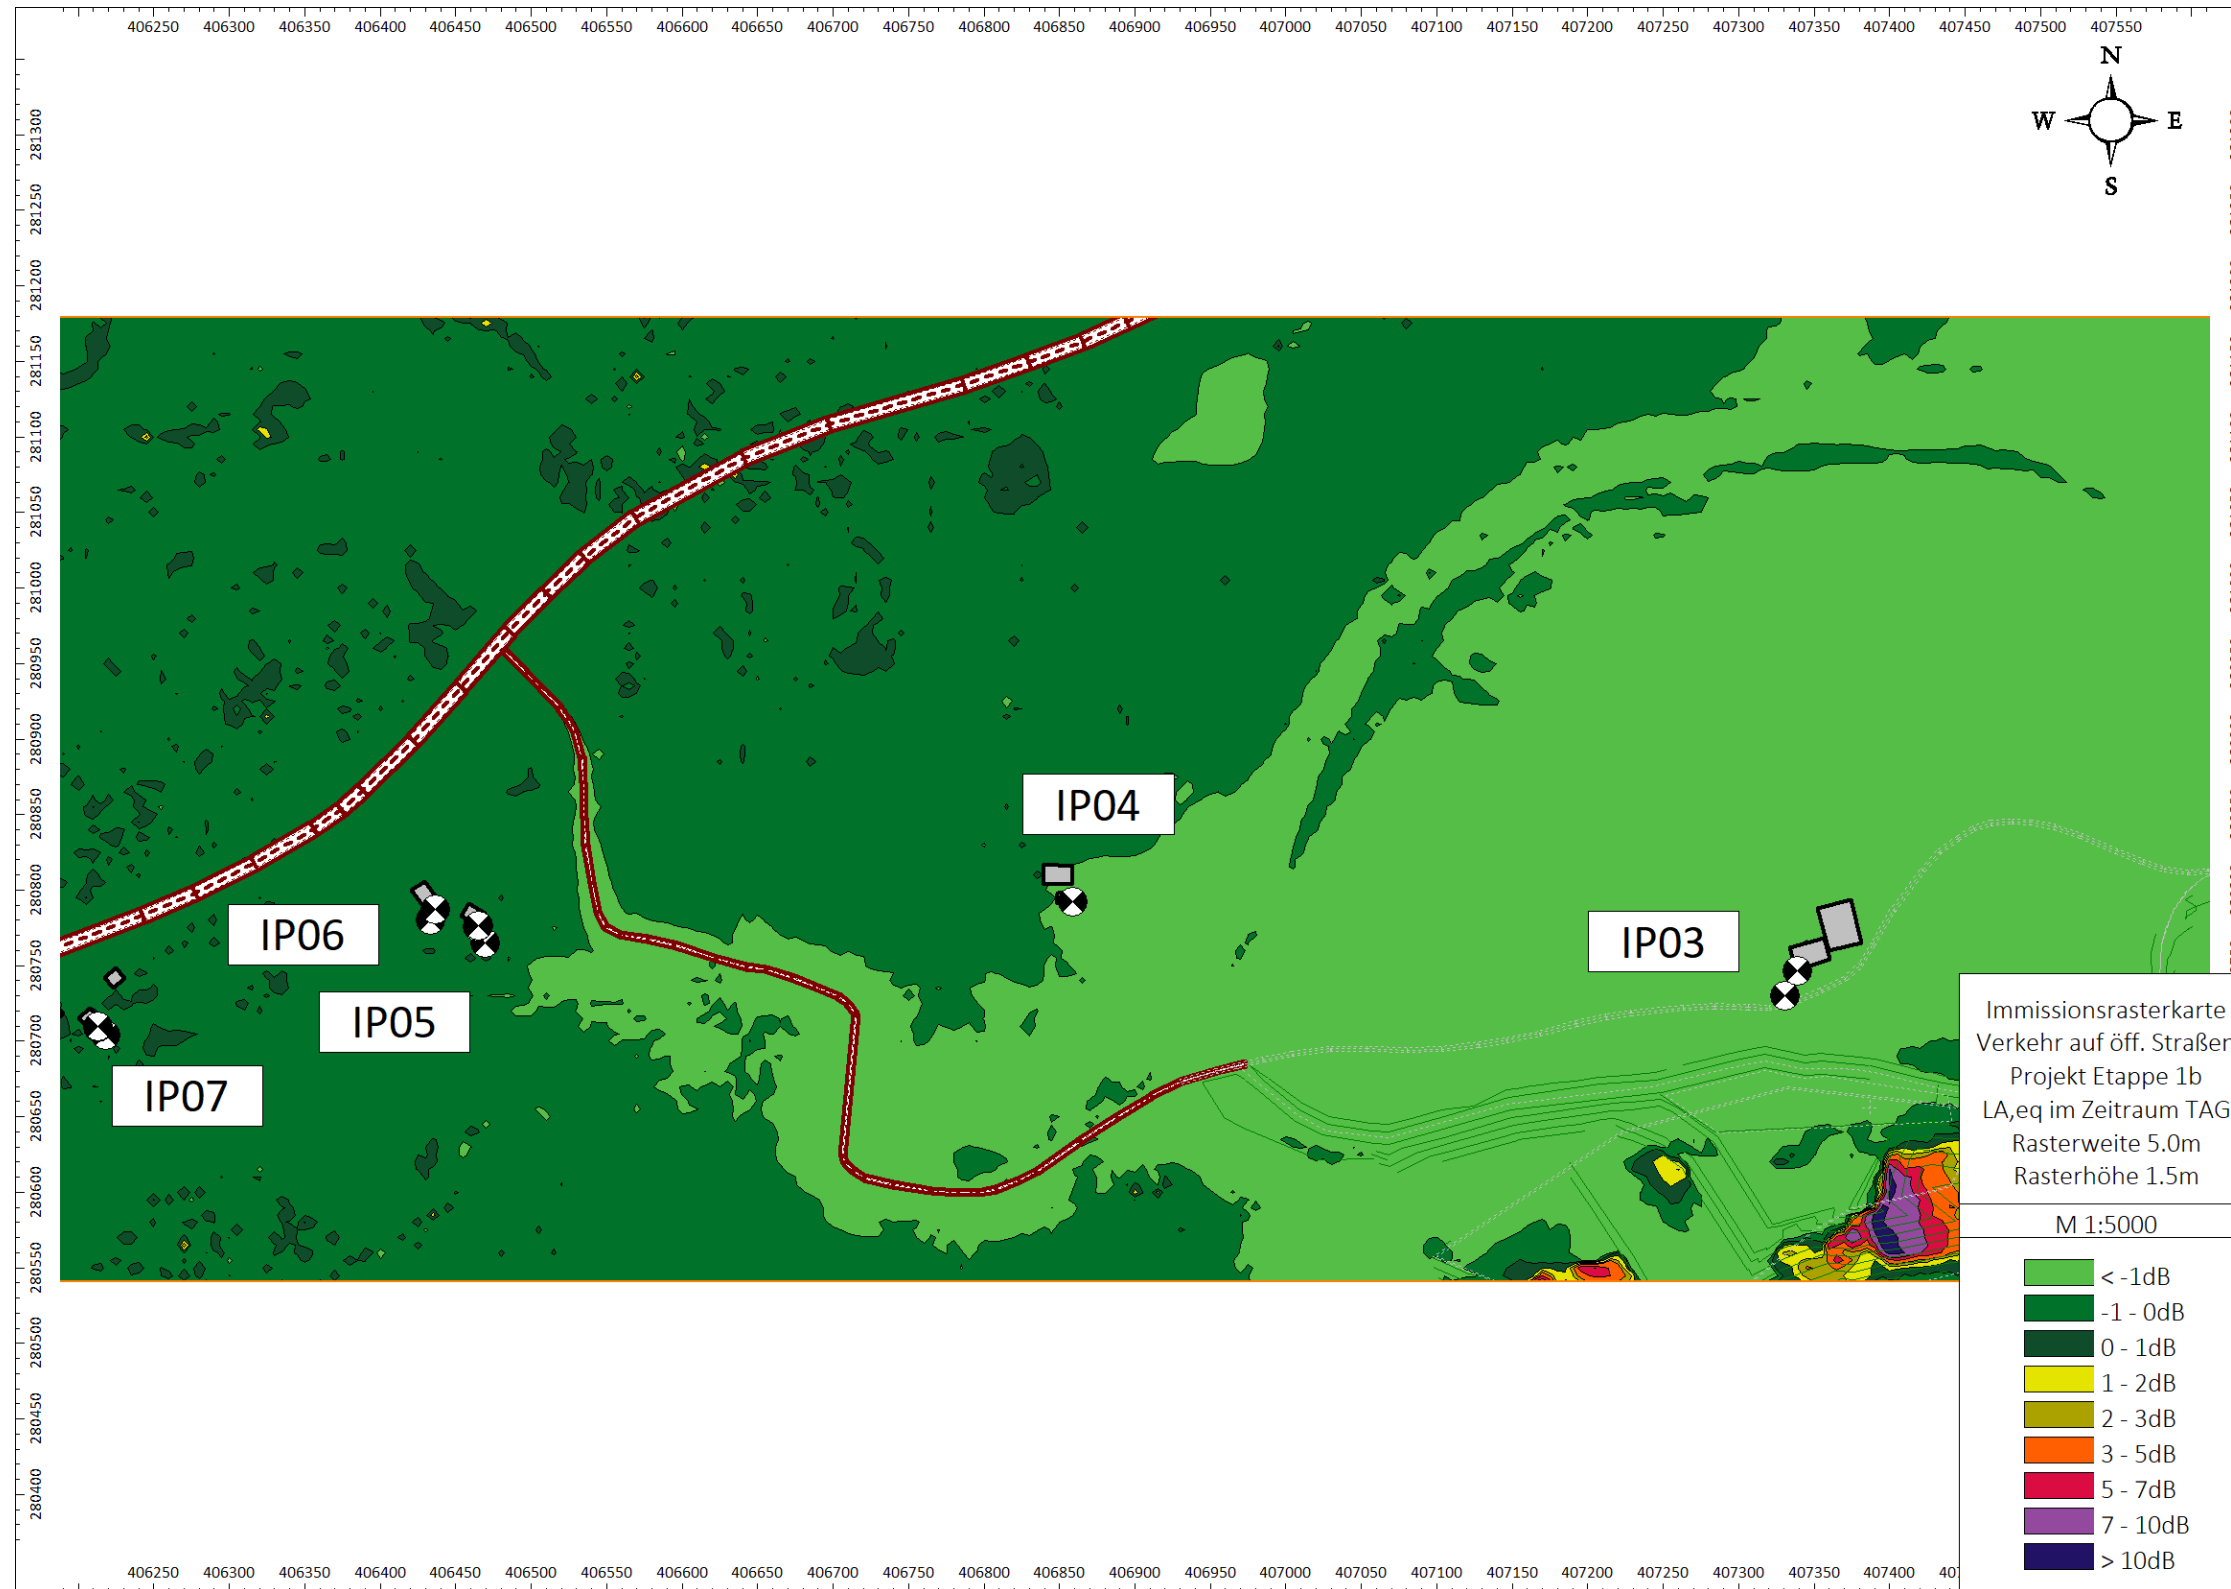 406250 406300 406350 406400 406450 406500 406550 406600 406650 406700 406750 406800 406850 406900 406950 407000 407050 407100 407150 407200 407250 407300 407350 407400 407450 407500 407550
N
W E
S
281300
281250
281200
281150
281100
281050
281000
280950
280900
280850
280800
280750
280700
280650
280600
280550
280500
280450
280400
IP04
IP06
IP03
IP05
IP07
Immissionsrasterkarte
Verkehr auf öff. Straßen
Projekt Etappe 1b
LA,eq im Zeitraum TAG
Rasterweite 5.0m
Rasterhöhe 1.5m
M 1:5000
< -1dB
-1 - 0dB
0 - 1dB
1 - 2dB
2 - 3dB
3 - 5dB
5 - 7dB
7 - 10dB
> 10dB
406250 406300 406350 406400 406450 406500 406550 406600 406650 406700 406750 406800 406850 406900 406950 407000 407050 407100 407150 407200 407250 407300 407350 407400